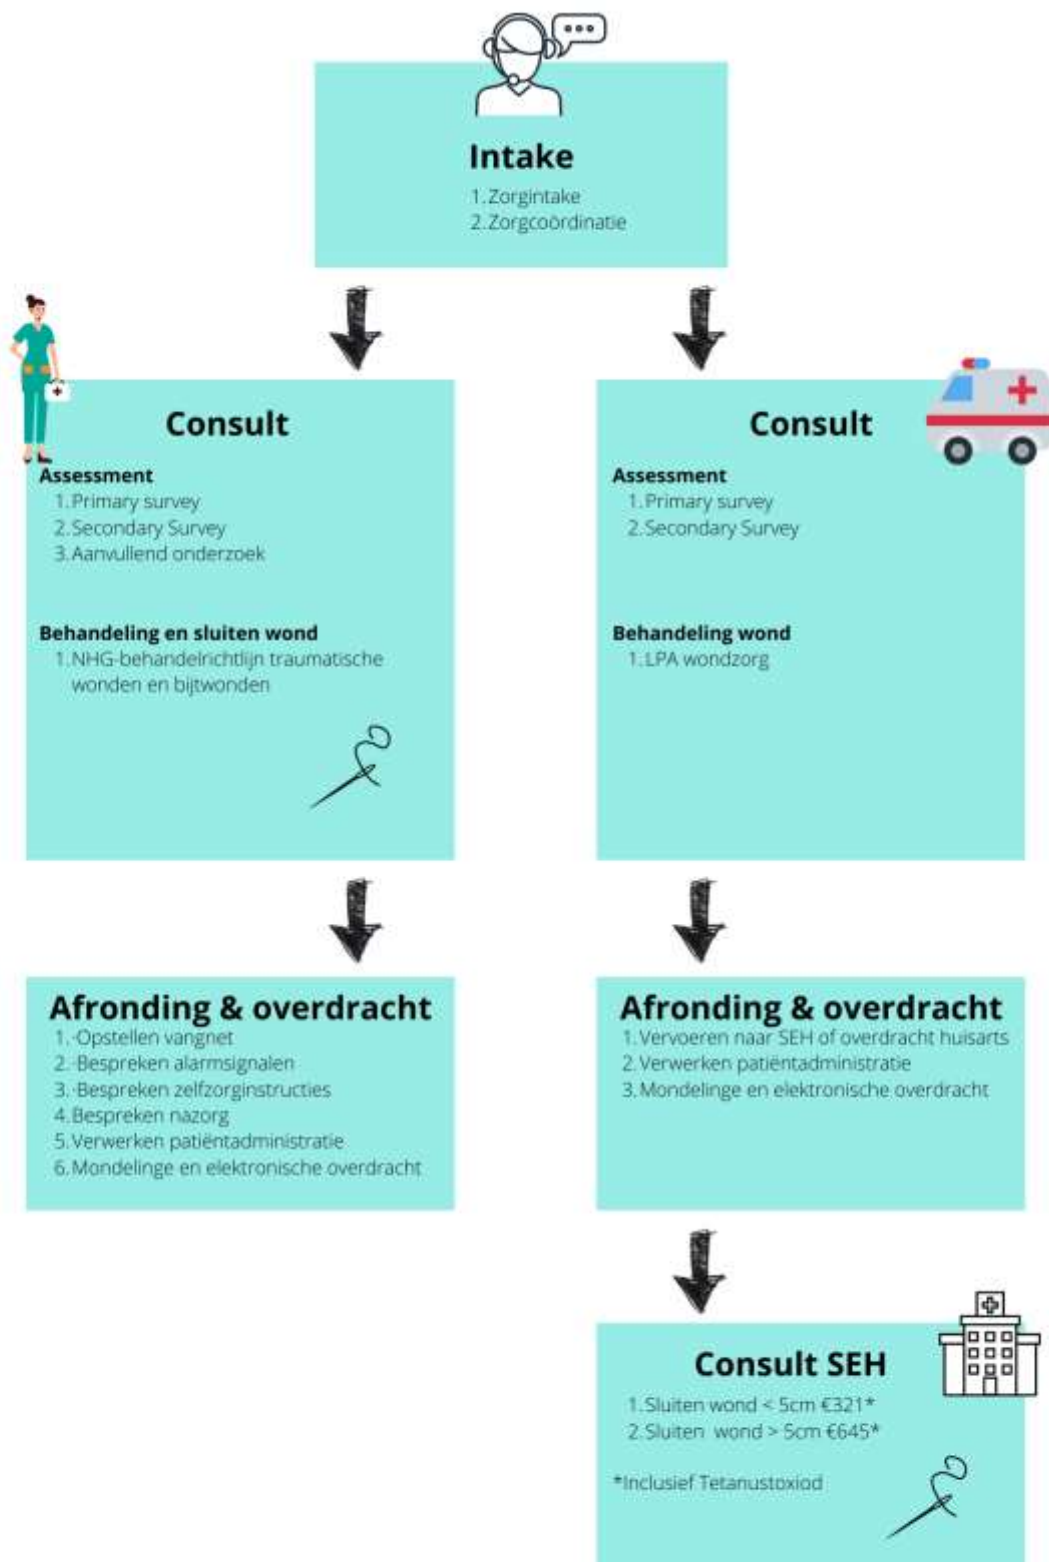 Intake
1. Zorgintake
2. Zorgcoördinatie
Consult
Assessment
1. Primary survey
2. Secondary Survey
3. Aanvullend onderzoek
Behandeling en sluiten wond
1. NHG-behandelrichtlijn traumatische
wonden en bijtwonden
Consult
Assessment
1. Primary survey
2. Secondary Survey
Behandeling wond
1. LPA wondzorg
Afronding & overdracht
1. ·Opstellen vangnet
2. ·Bespreken alarmsignalen
3. ·Bespreken zelfzorginstructies
4. Bespreken nazorg
5. Verwerken patiëntadministratie
6. Mondelinge en elektronische overdracht
Afronding & overdracht
1. Vervoeren naar SEH of overdracht huisarts
2. Verwerken patiëntadministratie
3. Mondelinge en elektronische overdracht
Consult SEH
1. Sluiten wond < 5cm €321*
2. Sluiten wond > 5cm €645*
*Inclusief Tetanustoxiod